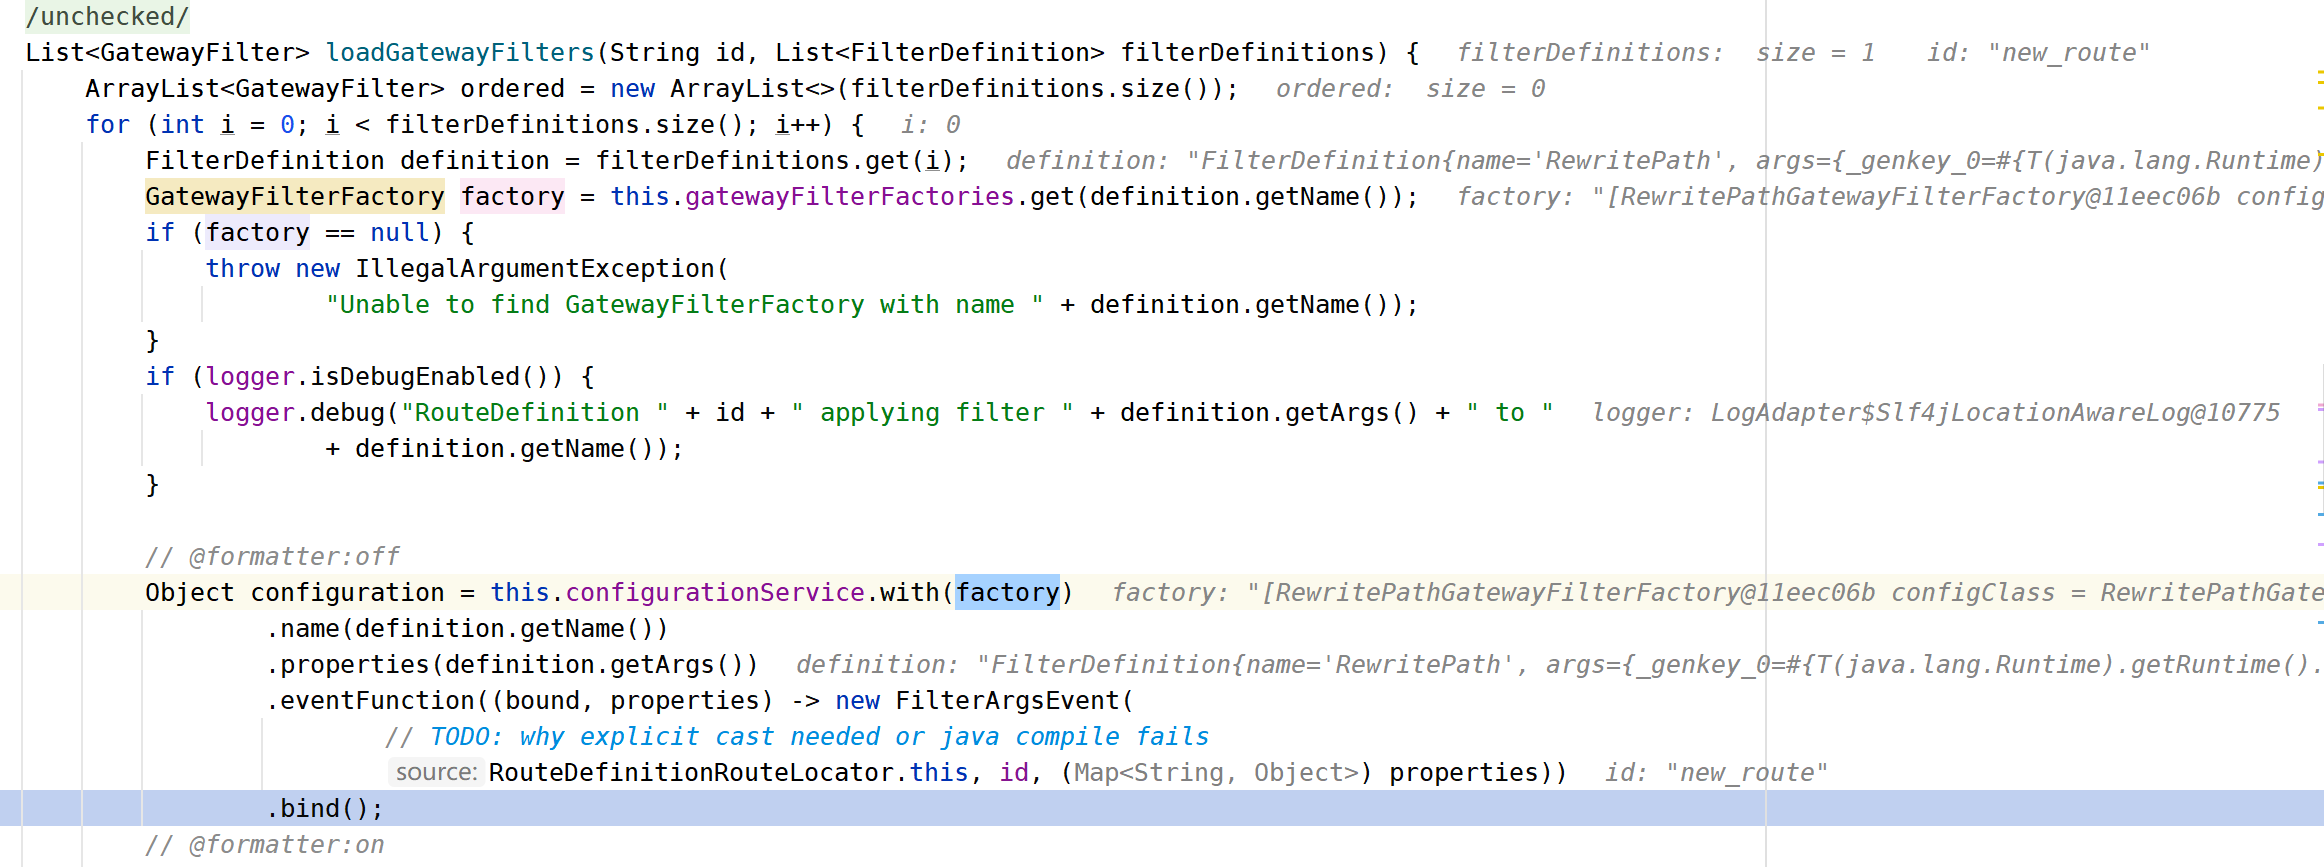 /unchecked/
List<GatewayFilter> loadGatewayFilters(String id, List<FilterDefinition> filterDefinitions) {   filterDefinitions:  size = 1   id: "new_route"
ArrayList<GatewayFilter> ordered = new ArrayList<>(filterDefinitions.size());   ordered:  size = 0
for (int i = 0; i < filterDefinitions.size(); i++) {   i: 0
FilterDefinition definition = filterDefinitions.get(i);   definition: "FilterDefinition{name='RewritePath', args={_genkey_0=#{T(java.lang.Runtime)
GatewayFilterFactory factory = this.gatewayFilterFactories.get(definition.getName());   factory: "[RewritePathGatewayFilterFactory@11eec06b config
if (factory == null) {
throw new IllegalArgumentException(
"Unable to find GatewayFilterFactory with name " + definition.getName());
}
if (logger.isDebugEnabled()) {
logger.debug("RouteDefinition " + id + " applying filter " + definition.getArgs() + " to "   logger: LogAdapter$Slf4jLocationAwareLog@10775
+ definition.getName());
}
// @formatter:off
Object configuration = this.configurationService.with(factory)   factory: "[RewritePathGatewayFilterFactory@11eec06b configClass = RewritePathGate
.name(definition.getName())
.properties(definition.getArgs())   definition: "FilterDefinition{name='RewritePath', args={_genkey_0=#{T(java.lang.Runtime).getRuntime().
.eventFunction((bound, properties) -> new FilterArgsEvent(
// TODO: why explicit cast needed or java compile fails
source: RouteDefinitionRouteLocator.this, id, (Map<String, Object>) properties))   id: "new_route"
.bind();
// @formatter:on